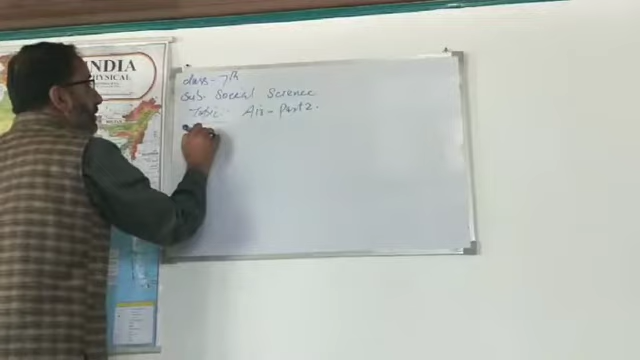 INDIA
PHYSICAL
class - 7th
Sub. Social Science
Topic - Air - Part 2.